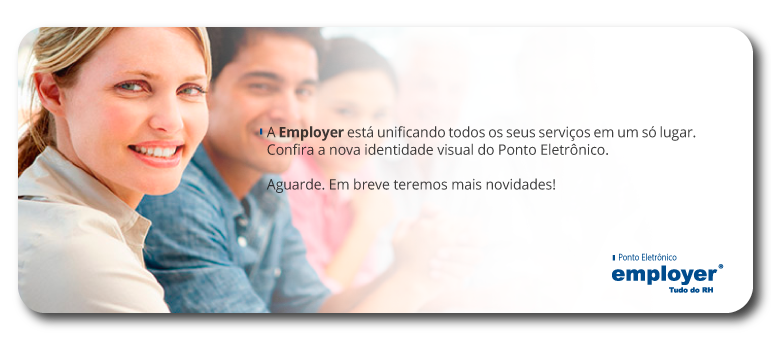 A Employer está unificando todos os seus serviços em um só lugar.
Confira a nova identidade visual do Ponto Eletrônico.
Aguarde. Em breve teremos mais novidades!
Ponto Eletrônico
employer®
Tudo do RH